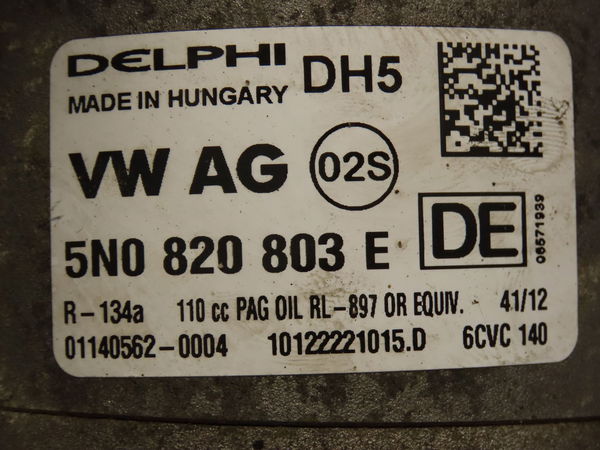 DELPHI DH5
MADE IN HUNGARY
VW AG 02S
5N0 820 803 E DE
06571939
R-134a 110 cc PAG OIL RL-897 OR EQUIV. 41/12
01140562-0004 10122221015.D 6CVC 140